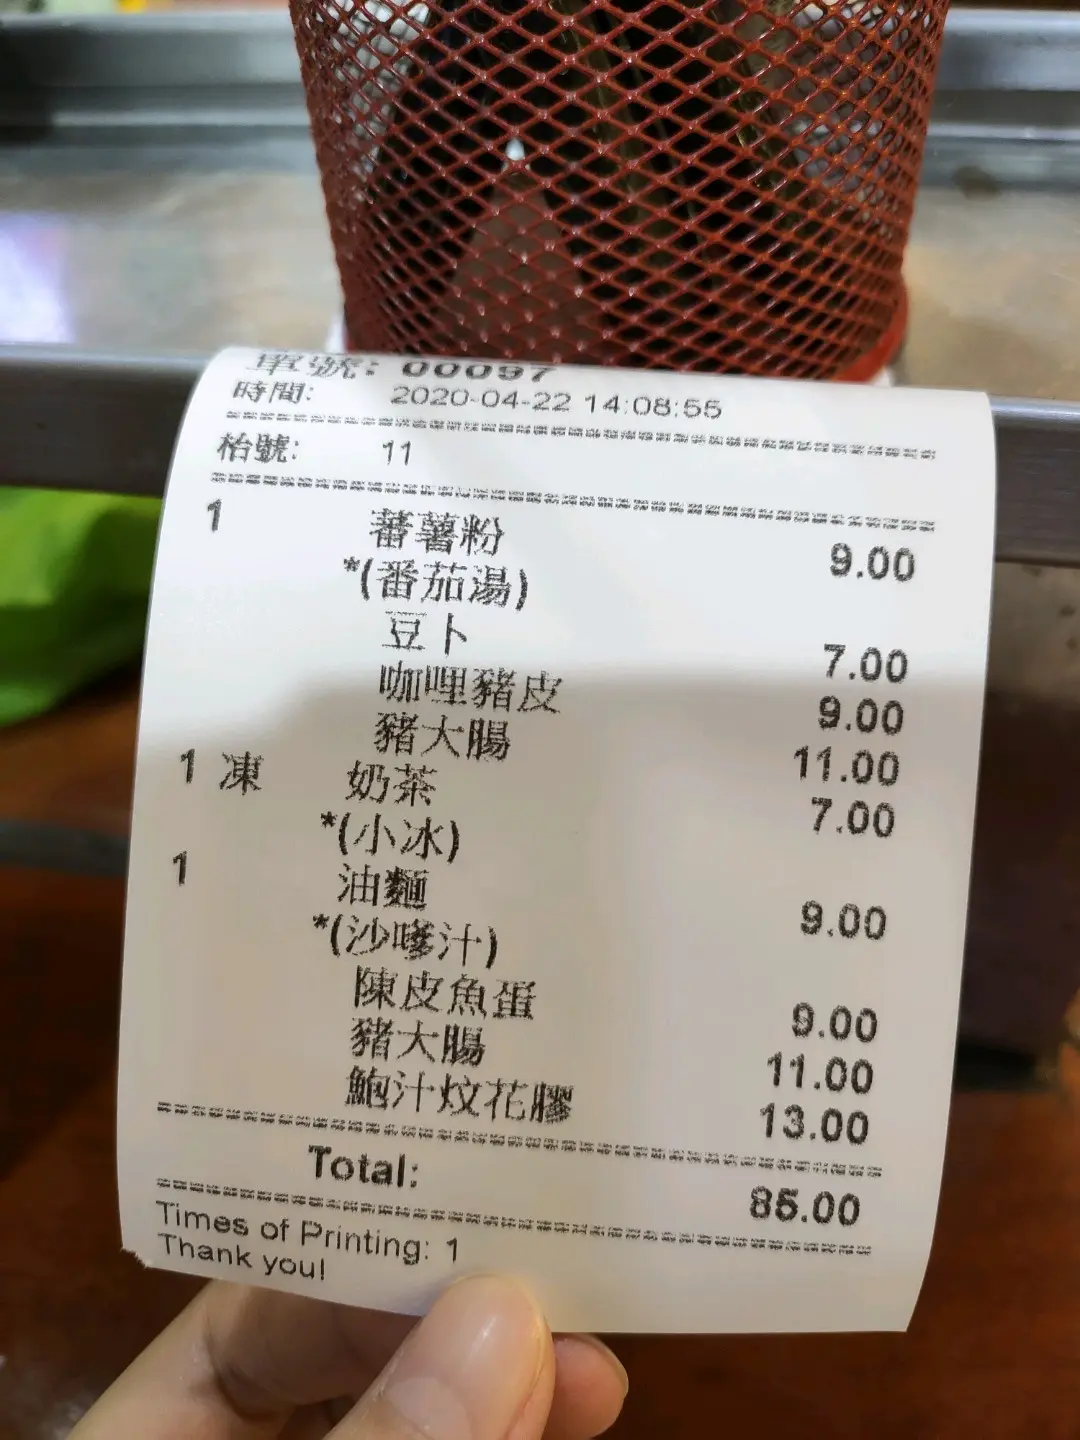 單號: 00097
時間: 2020-04-22 14:08:55
枱號: 11
1 蕃薯粉 9.00
*(番茄湯)
豆卜 7.00
咖哩豬皮 9.00
豬大腸 11.00
1 凍 奶茶 7.00
*(小冰)
1 油麵 9.00
*(沙嗲汁)
陳皮魚蛋 9.00
豬大腸 11.00
鮑汁炆花膠 13.00
Total: 85.00
Times of Printing: 1
Thank you!